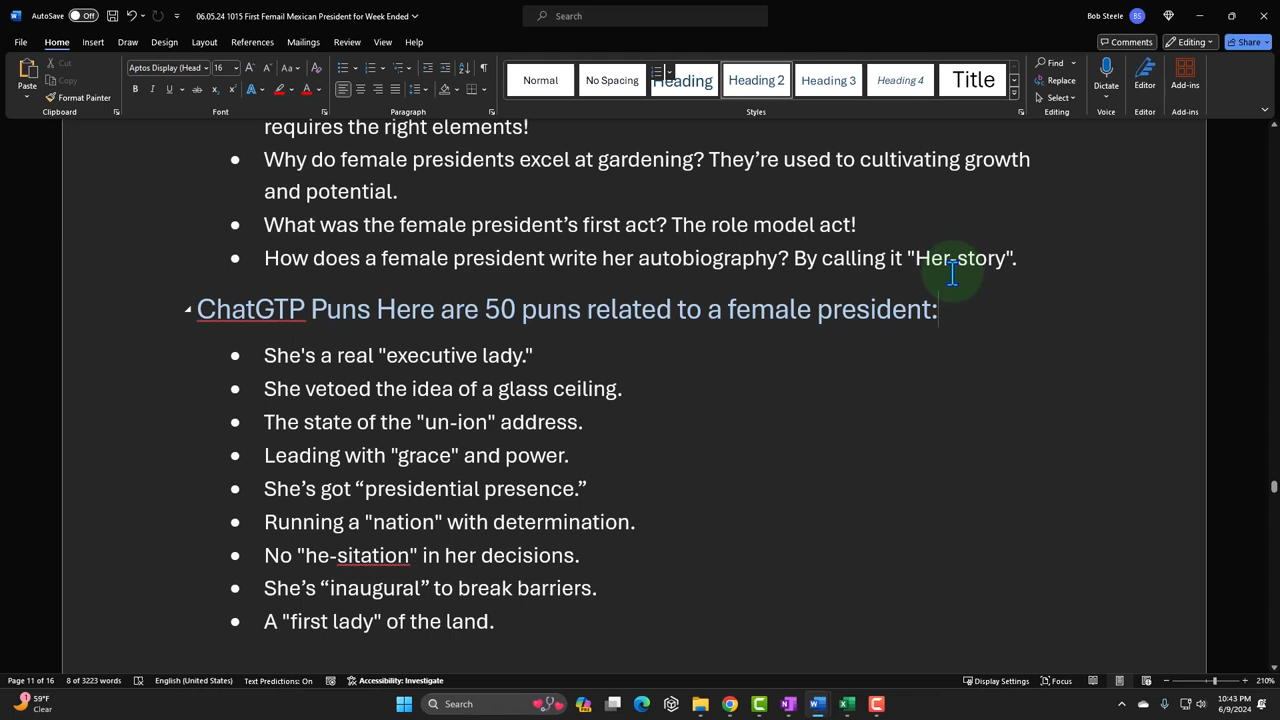 AutoSave Off 06.05.24 1015 First Femail Mexican President for Week Ended Search Bob Steele BS
File Home Insert Draw Design Layout References Mailings Review View Help Comments Editing Share
Paste Cut Copy Format Painter
Aptos Display (Head 16
Heading
Normal No Spacing Heading 2 Heading 3 Heading 4 Title
Find Replace Select Dictate Editor Add-ins
Clipboard Font Paragraph Styles Editing Voice Editor Add-ins
requires the right elements!
• Why do female presidents excel at gardening? They’re used to cultivating growth
and potential.
• What was the female president’s first act? The role model act!
• How does a female president write her autobiography? By calling it "Her-story".
ChatGTP Puns Here are 50 puns related to a female president:
• She's a real "executive lady."
• She vetoed the idea of a glass ceiling.
• The state of the "un-ion" address.
• Leading with "grace" and power.
• She’s got “presidential presence.”
• Running a "nation" with determination.
• No "he-sitation" in her decisions.
• She’s “inaugural” to break barriers.
• A "first lady" of the land.
Page 11 of 16 8 of 3223 words English (United States) Text Predictions: On Accessibility: Investigate Display Settings Focus 210%
59°F
Clear
Search
10:43 PM
6/9/2024